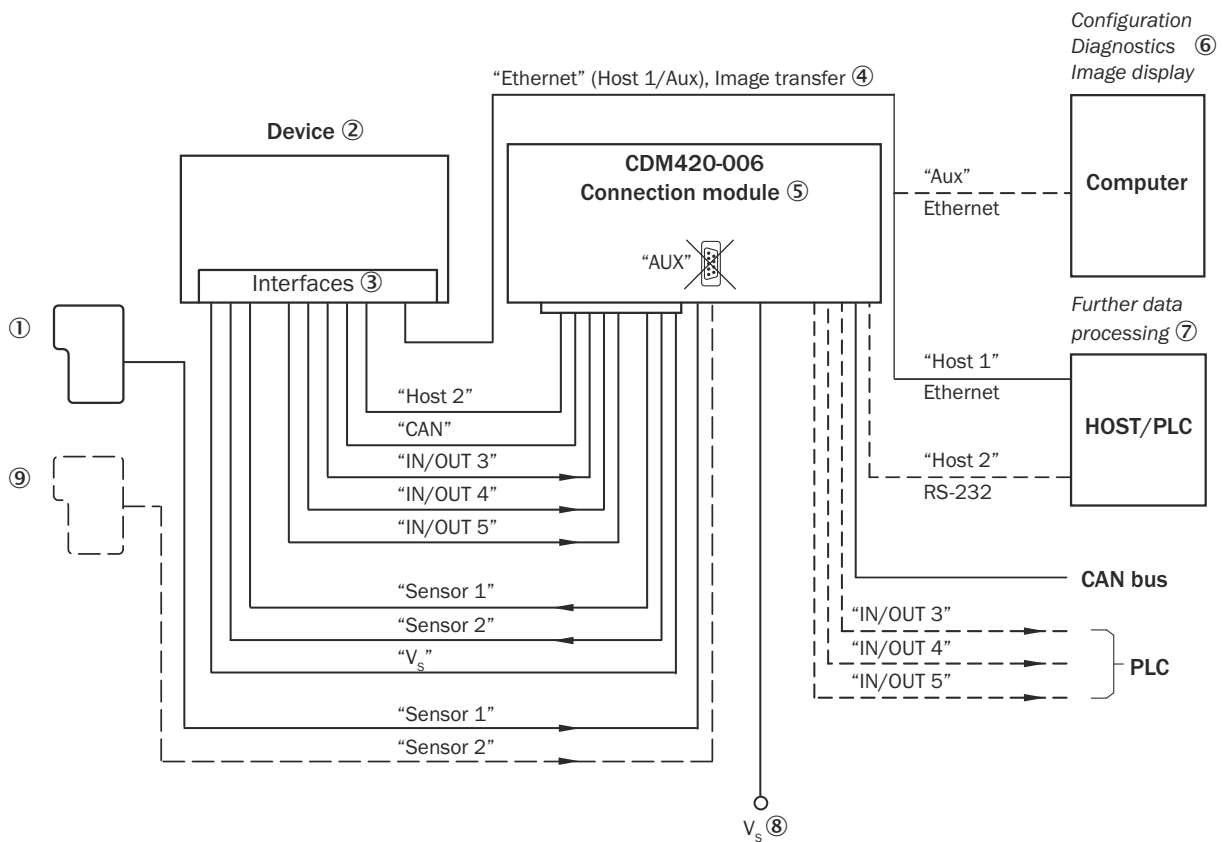 Configuration
Diagnostics ⑥
Image display
"Ethernet" (Host 1/Aux), Image transfer ④
Device ②
CDM420-006
Connection module ⑤
"Aux"
Ethernet
Computer
"AUX"
Interfaces ③
①
Further data
processing ⑦
"Host 1"
Ethernet
HOST/PLC
"Host 2"
RS-232
"Host 2"
"CAN"
"IN/OUT 3"
"IN/OUT 4"
"IN/OUT 5"
⑨
"Sensor 1"
"Sensor 2"
"Vs"
CAN bus
"IN/OUT 3"
"IN/OUT 4"
"IN/OUT 5"
PLC
"Sensor 1"
"Sensor 2"
Vs ⑧